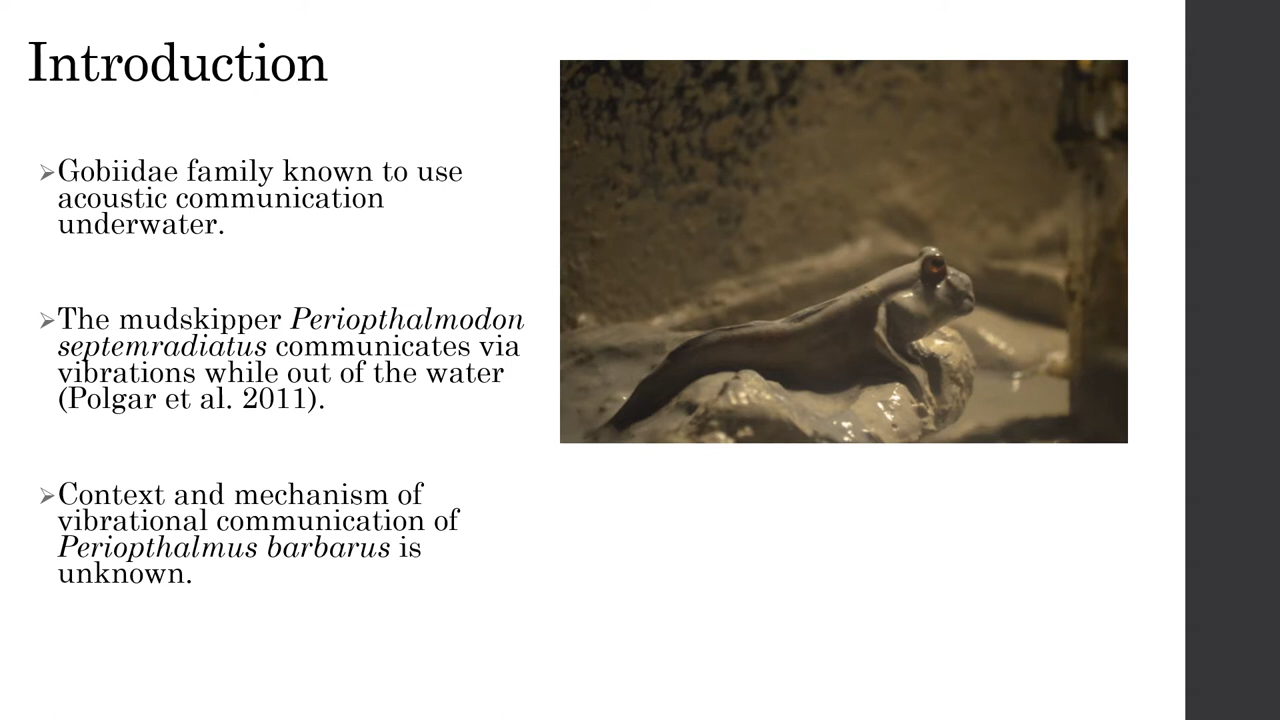 Introduction
➢Gobiidae family known to use
acoustic communication
underwater.
➢The mudskipper Periopthalmodon
septemradiatus communicates via
vibrations while out of the water
(Polgar et al. 2011).
➢Context and mechanism of
vibrational communication of
Periopthalmus barbarus is
unknown.